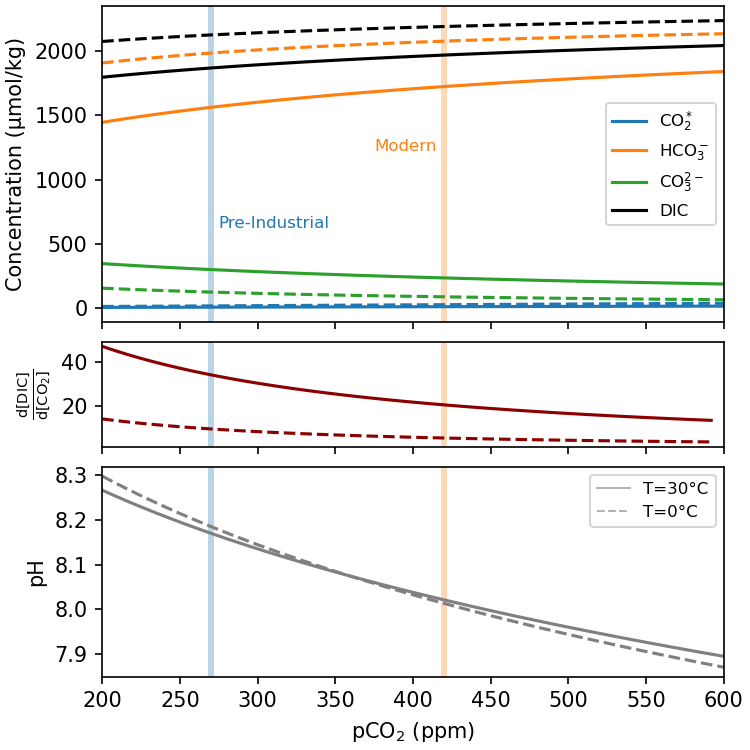 Concentration (µmol/kg)
2000
1500
1000
500
0
Modern
Pre-Industrial
CO₂*
HCO₃⁻
CO₃²⁻
DIC
d[DIC]
d[CO₂]
40
20
pH
8.3
8.2
8.1
8.0
7.9
T=30°C
T=0°C
200 250 300 350 400 450 500 550 600
pCO₂ (ppm)